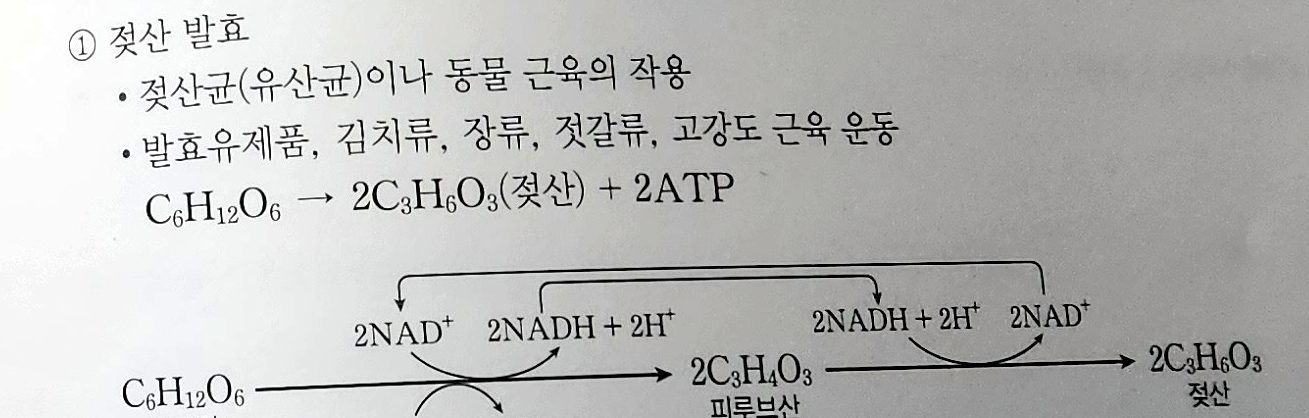 ① 젖산 발효
• 젖산균(유산균)이나 동물 근육의 작용
• 발효유제품, 김치류, 장류, 젓갈류, 고강도 근육 운동
C₆H₁₂O₆ → 2C₃H₆O₃(젖산) + 2ATP
2NAD⁺ 2NADH + 2H⁺ 2NADH + 2H⁺ 2NAD⁺
C₆H₁₂O₆ 2C₃H₄O₃ 2C₃H₆O₃
피루브산 젖산